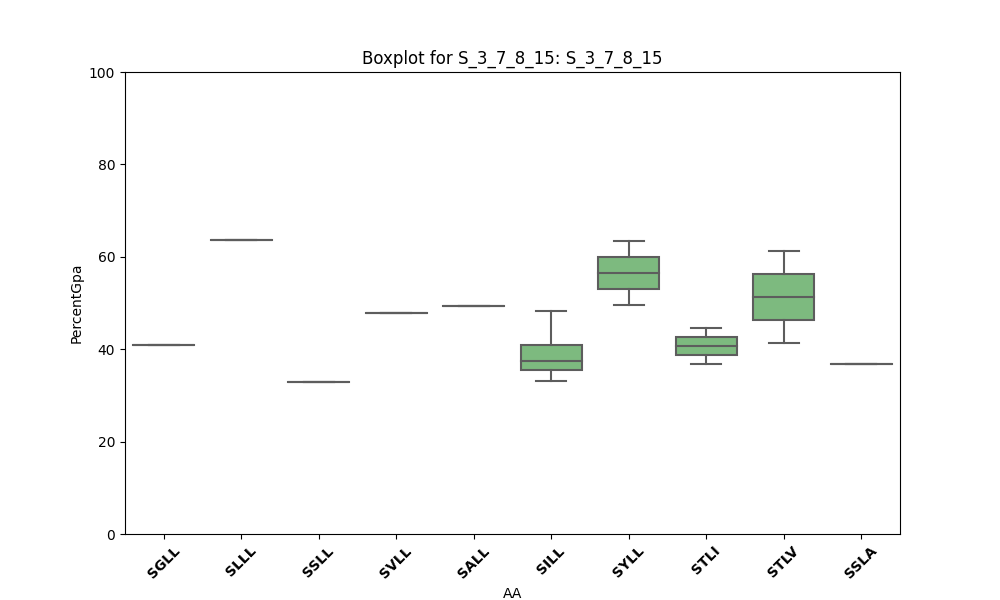 Boxplot for S_3_7_8_15: S_3_7_8_15
PercentGpa
100
80
60
40
20
0
SGLL
SLLL
SSLL
SVLL
SALL
SILL
SYLL
STLI
STLV
SSLA
AA